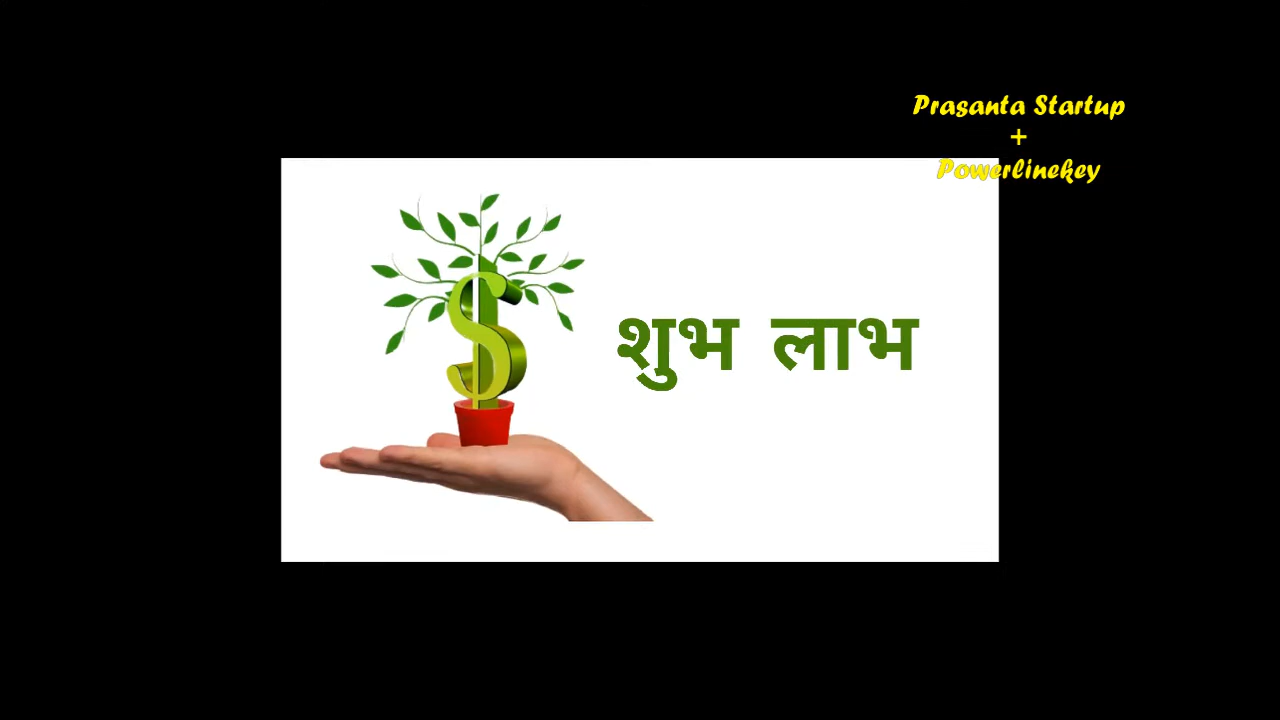 Prasanta Startup
+
Powerlinekey
शुभ लाभ